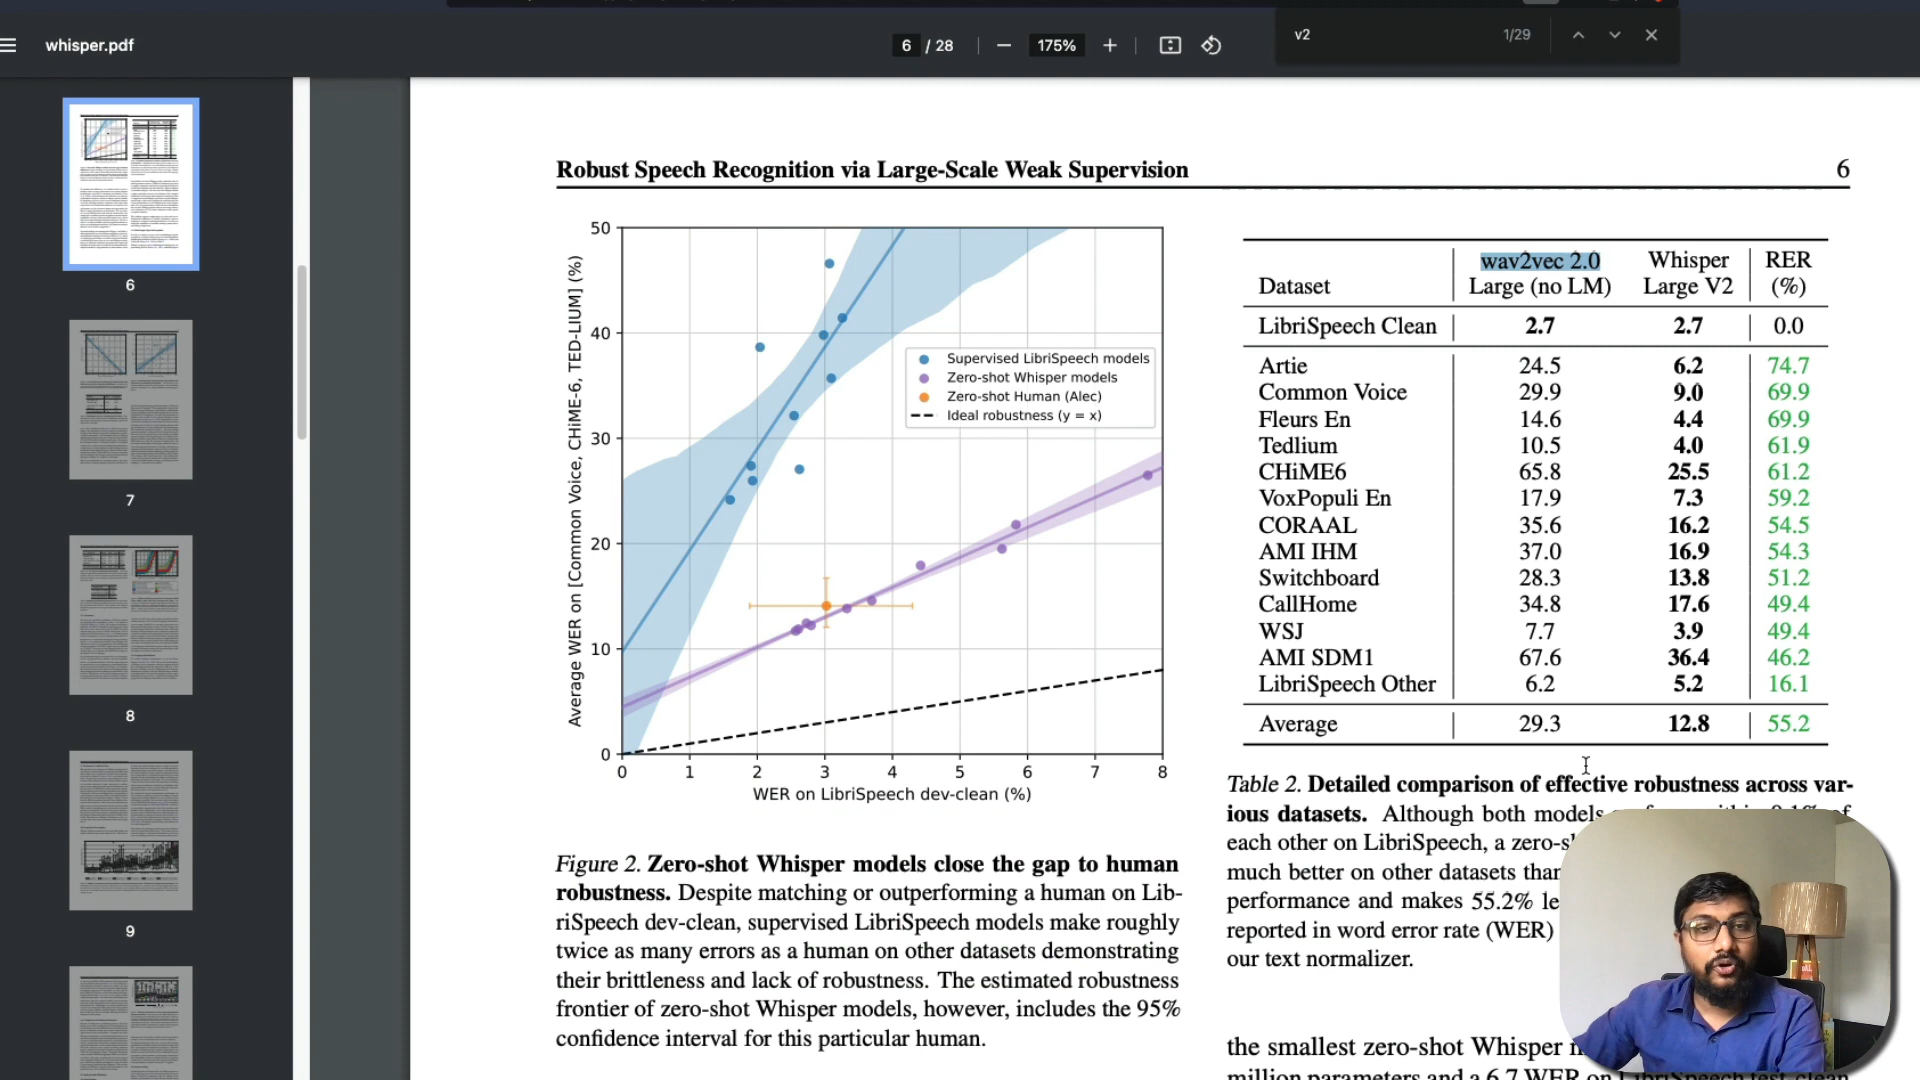 whisper.pdf
6 / 28
175%
v2
1/29
6
7
8
9
Robust Speech Recognition via Large-Scale Weak Supervision
6
50
40
30
20
10
0
0 1 2 3 4 5 6 7 8
Average WER on [Common Voice, CHiME-6, TED-LIUM] (%)
WER on LibriSpeech dev-clean (%)
Supervised LibriSpeech models
Zero-shot Whisper models
Zero-shot Human (Alec)
Ideal robustness (y = x)
Figure 2. Zero-shot Whisper models close the gap to human
robustness. Despite matching or outperforming a human on Lib-
riSpeech dev-clean, supervised LibriSpeech models make roughly
twice as many errors as a human on other datasets demonstrating
their brittleness and lack of robustness. The estimated robustness
frontier of zero-shot Whisper models, however, includes the 95%
confidence interval for this particular human.
wav2vec 2.0 Whisper RER
Dataset Large (no LM) Large V2 (%)
LibriSpeech Clean 2.7 2.7 0.0
Artie 24.5 6.2 74.7
Common Voice 29.9 9.0 69.9
Fleurs En 14.6 4.4 69.9
Tedlium 10.5 4.0 61.9
CHiME6 65.8 25.5 61.2
VoxPopuli En 17.9 7.3 59.2
CORAAL 35.6 16.2 54.5
AMI IHM 37.0 16.9 54.3
Switchboard 28.3 13.8 51.2
CallHome 34.8 17.6 49.4
WSJ 7.7 3.9 49.4
AMI SDM1 67.6 36.4 46.2
LibriSpeech Other 6.2 5.2 16.1
Average 29.3 12.8 55.2
Table 2. Detailed comparison of effective robustness across var-
ious datasets. Although both models
each other on LibriSpeech, a
much better on other datasets
performance and makes 55.2%
reported in word error rate (WER)
our text normalizer.
the smallest zero-shot Whisper
million parameters and a 6.7 WER on LibriSpeech